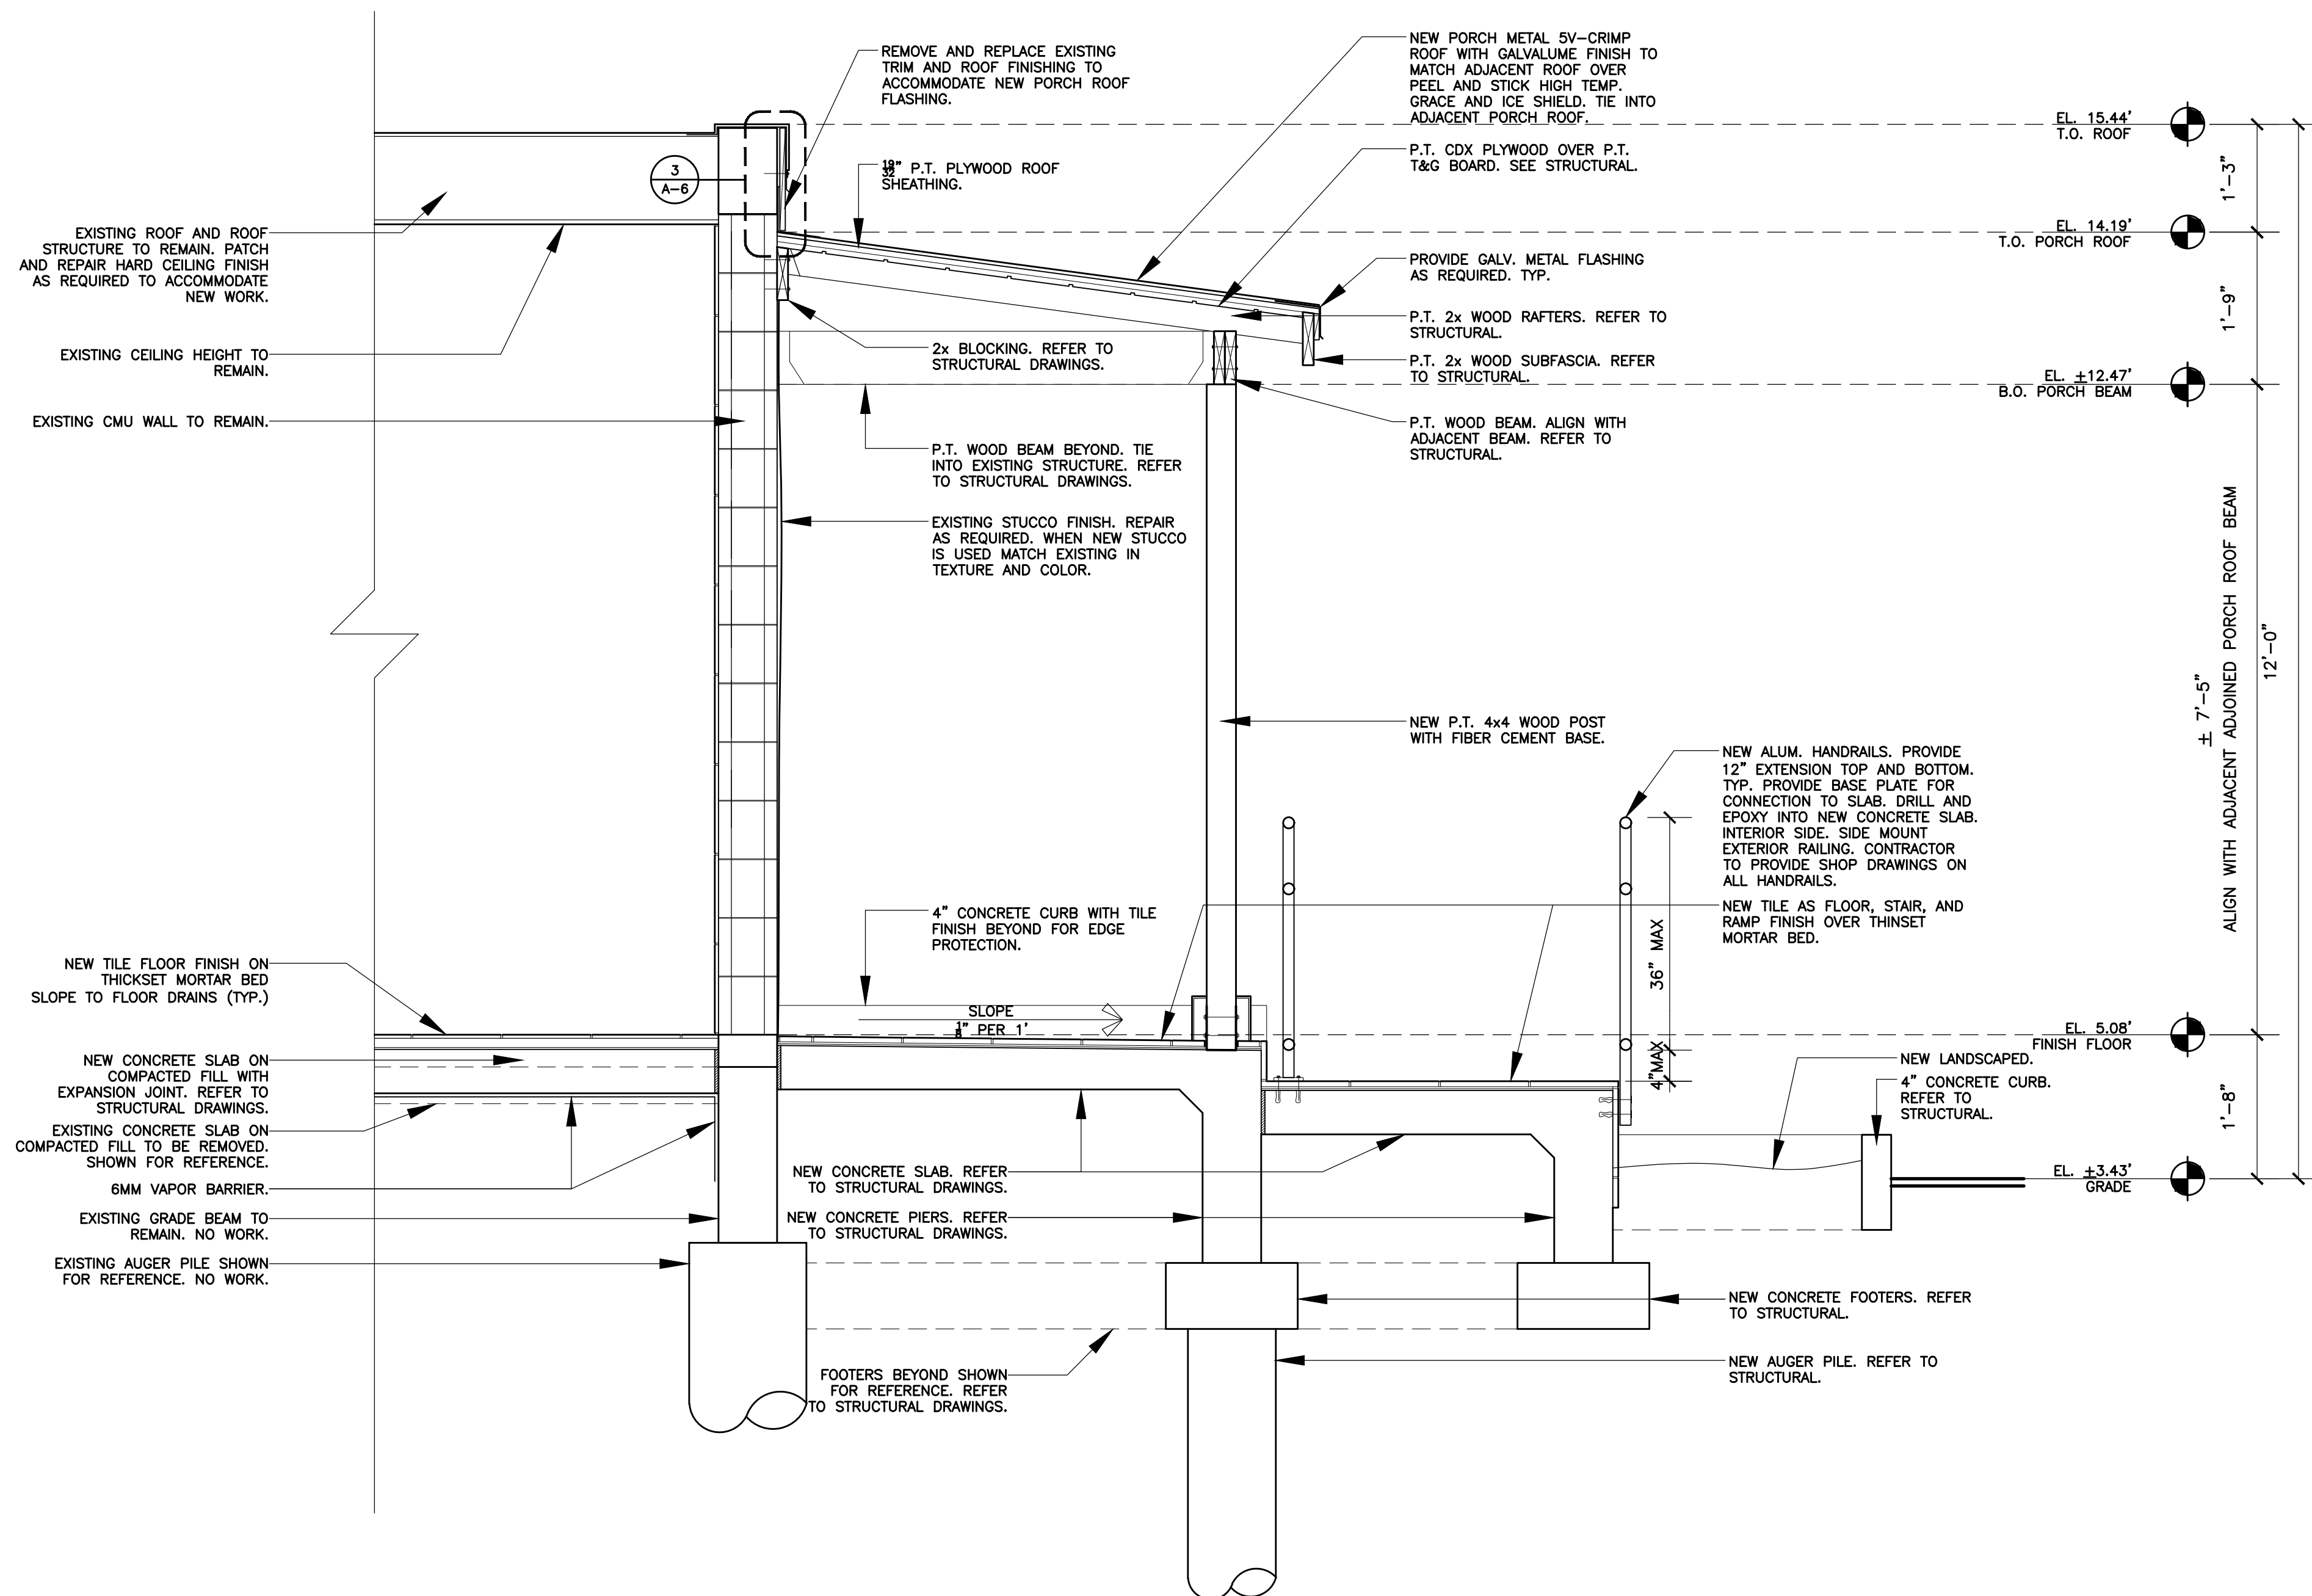 REMOVE AND REPLACE EXISTING
TRIM AND ROOF FINISHING TO
ACCOMMODATE NEW PORCH ROOF
FLASHING.
NEW PORCH METAL 5V-CRIMP
ROOF WITH GALVALUME FINISH TO
MATCH ADJACENT ROOF OVER
PEEL AND STICK HIGH TEMP.
GRACE AND ICE SHIELD. TIE INTO
ADJACENT PORCH ROOF.
EL. 15.44'
T.O. ROOF
3
A-6
19/32" P.T. PLYWOOD ROOF
SHEATHING.
P.T. CDX PLYWOOD OVER P.T.
T&G BOARD. SEE STRUCTURAL.
1'-3"
EXISTING ROOF AND ROOF
STRUCTURE TO REMAIN. PATCH
AND REPAIR HARD CEILING FINISH
AS REQUIRED TO ACCOMMODATE
NEW WORK.
EL. 14.19'
T.O. PORCH ROOF
PROVIDE GALV. METAL FLASHING
AS REQUIRED. TYP.
1'-9"
P.T. 2x WOOD RAFTERS. REFER TO
STRUCTURAL.
EXISTING CEILING HEIGHT TO
REMAIN.
2x BLOCKING. REFER TO
STRUCTURAL DRAWINGS.
P.T. 2x WOOD SUBFASCIA. REFER
TO STRUCTURAL.
EL. ±12.47'
B.O. PORCH BEAM
EXISTING CMU WALL TO REMAIN.
P.T. WOOD BEAM. ALIGN WITH
ADJACENT BEAM. REFER TO
STRUCTURAL.
P.T. WOOD BEAM BEYOND. TIE
INTO EXISTING STRUCTURE. REFER
TO STRUCTURAL DRAWINGS.
EXISTING STUCCO FINISH. REPAIR
AS REQUIRED. WHEN NEW STUCCO
IS USED MATCH EXISTING IN
TEXTURE AND COLOR.
± 7'-5"
ALIGN WITH ADJACENT ADJOINED PORCH ROOF BEAM
12'-0"
NEW P.T. 4x4 WOOD POST
WITH FIBER CEMENT BASE.
NEW ALUM. HANDRAILS. PROVIDE
12" EXTENSION TOP AND BOTTOM.
TYP. PROVIDE BASE PLATE FOR
CONNECTION TO SLAB. DRILL AND
EPOXY INTO NEW CONCRETE SLAB.
INTERIOR SIDE. SIDE MOUNT
EXTERIOR RAILING. CONTRACTOR
TO PROVIDE SHOP DRAWINGS ON
ALL HANDRAILS.
4" CONCRETE CURB WITH TILE
FINISH BEYOND FOR EDGE
PROTECTION.
NEW TILE AS FLOOR, STAIR, AND
RAMP FINISH OVER THINSET
MORTAR BED.
36" MAX
NEW TILE FLOOR FINISH ON
THICKSET MORTAR BED
SLOPE TO FLOOR DRAINS (TYP.)
SLOPE
1/8" PER 1'
EL. 5.08'
FINISH FLOOR
4"MAX
NEW CONCRETE SLAB ON
COMPACTED FILL WITH
EXPANSION JOINT. REFER TO
STRUCTURAL DRAWINGS.
NEW LANDSCAPED.
4" CONCRETE CURB.
REFER TO
STRUCTURAL.
1'-8"
EXISTING CONCRETE SLAB ON
COMPACTED FILL TO BE REMOVED.
SHOWN FOR REFERENCE.
NEW CONCRETE SLAB. REFER
TO STRUCTURAL DRAWINGS.
EL. ±3.43'
GRADE
6MM VAPOR BARRIER.
EXISTING GRADE BEAM TO
REMAIN. NO WORK.
NEW CONCRETE PIERS. REFER
TO STRUCTURAL DRAWINGS.
EXISTING AUGER PILE SHOWN
FOR REFERENCE. NO WORK.
NEW CONCRETE FOOTERS. REFER
TO STRUCTURAL.
FOOTERS BEYOND SHOWN
FOR REFERENCE. REFER
TO STRUCTURAL DRAWINGS.
NEW AUGER PILE. REFER TO
STRUCTURAL.